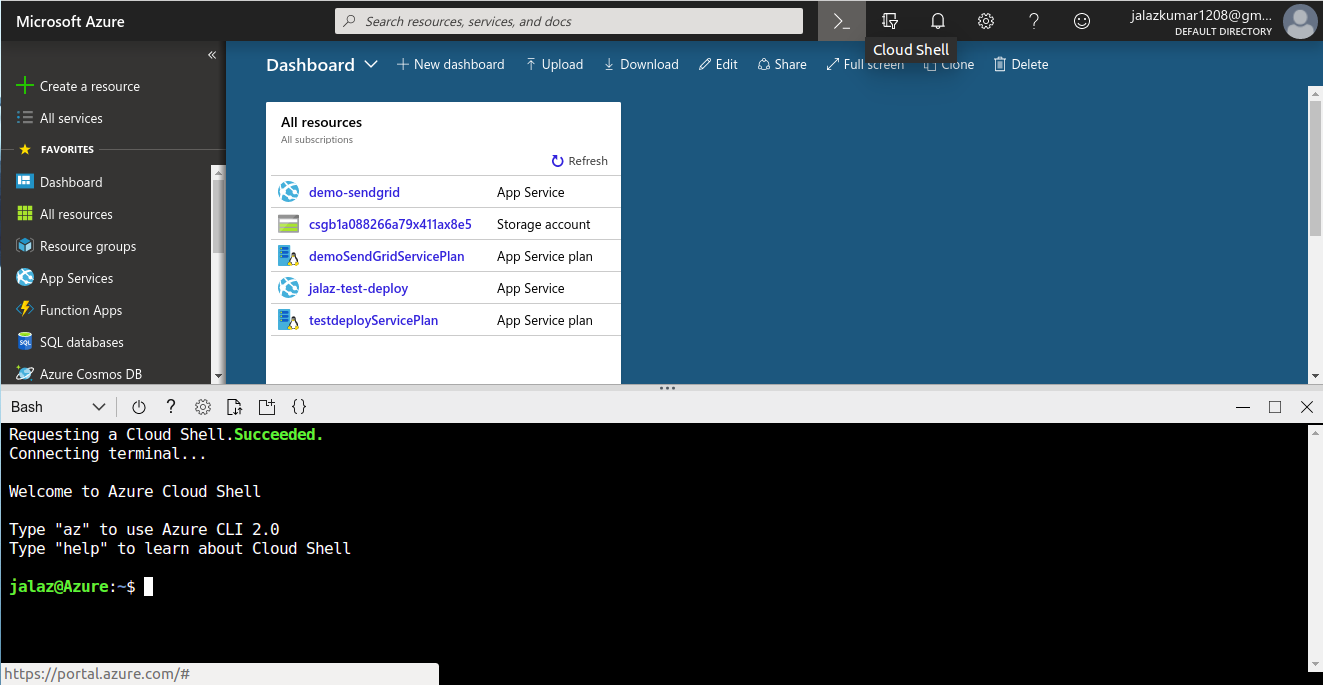 Microsoft Azure
Search resources, services, and docs
jalazkumar1208@gm...
DEFAULT DIRECTORY
Cloud Shell
«
Create a resource
All services
FAVORITES
Dashboard
All resources
Resource groups
App Services
Function Apps
SQL databases
Azure Cosmos DB
Dashboard
New dashboard
Upload
Download
Edit
Share
Full screen
Clone
Delete
All resources
All subscriptions
Refresh
demo-sendgrid App Service
csgb1a088266a79x411ax8e5 Storage account
demoSendGridServicePlan App Service plan
jalaz-test-deploy App Service
testdeployServicePlan App Service plan
Bash
Requesting a Cloud Shell.Succeeded.
Connecting terminal...
Welcome to Azure Cloud Shell
Type "az" to use Azure CLI 2.0
Type "help" to learn about Cloud Shell
jalaz@Azure:~$
https://portal.azure.com/#